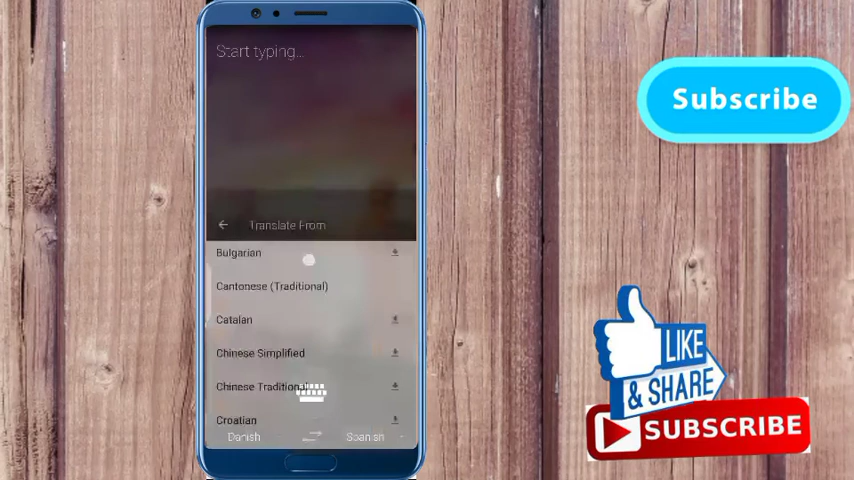 Start typing...
Subscribe
Translate From
Bulgarian
Cantonese (Traditional)
Catalan
Chinese Simplified
Chinese Traditional
Croatian
Danish
Spanish
LIKE
& SHARE
SUBSCRIBE